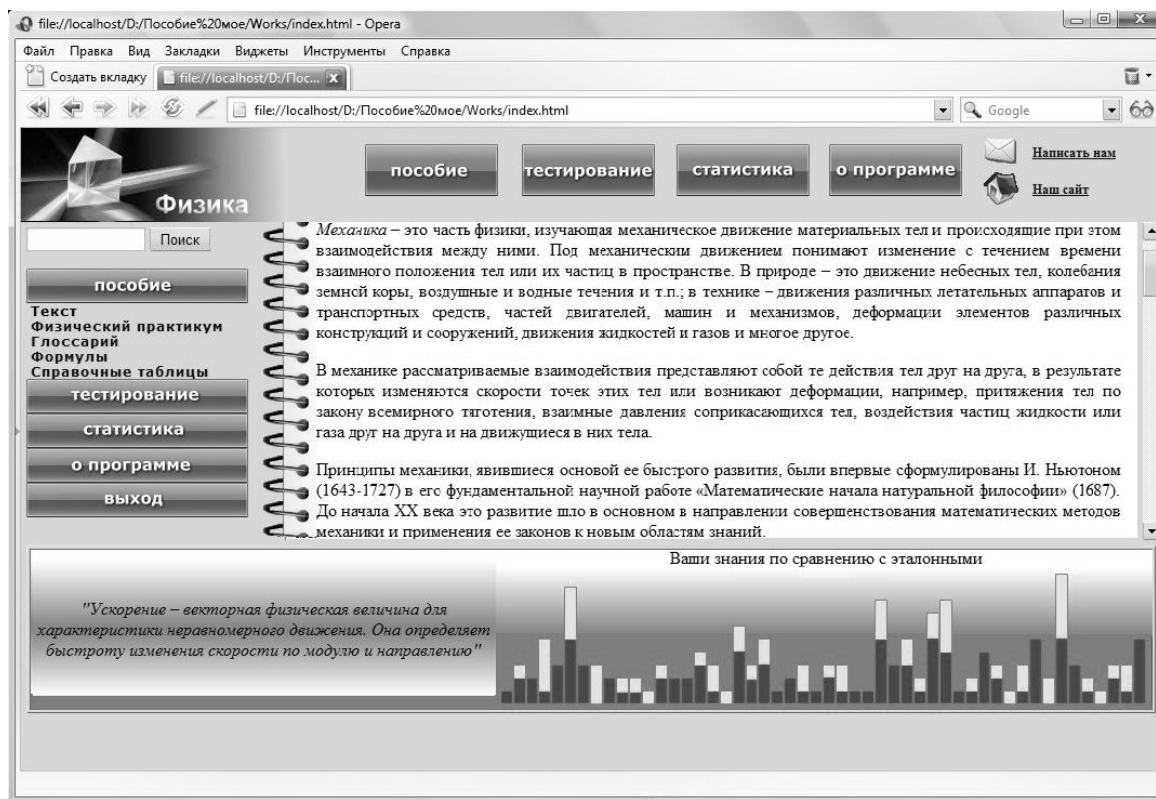 file://localhost/D:/Пособие%20мое/Works/index.html - Opera
Файл Правка Вид Закладки Виджеты Инструменты Справка
Создать вкладку file://localhost/D:/Пос...
file://localhost/D:/Пособие%20мое/Works/index.html Google
Физика
пособие тестирование статистика о программе
Написать нам
Наш сайт
Поиск
пособие
Текст
Физический практикум
Глоссарий
Формулы
Справочные таблицы
тестирование
статистика
о программе
выход
Механика – это часть физики, изучающая механическое движение материальных тел и происходящие при этом
взаимодействия между ними. Под механическим движением понимают изменение с течением времени
взаимного положения тел или их частиц в пространстве. В природе – это движение небесных тел, колебания
земной коры, воздушные и водные течения и т.п.; в технике – движения различных летательных аппаратов и
транспортных средств, частей двигателей, машин и механизмов, деформации элементов различных
конструкций и сооружений, движения жидкостей и газов и многое другое.
В механике рассматриваемые взаимодействия представляют собой те действия тел друг на друга, в результате
которых изменяются скорости точек этих тел или возникают деформации, например, притяжения тел по
закону всемирного тяготения, взаимные давления соприкасающихся тел, воздействия частиц жидкости или
газа друг на друга и на движущиеся в них тела.
Принципы механики, явившиеся основой ее быстрого развития, были впервые сформулированы И. Ньютоном
(1643-1727) в его фундаментальной научной работе «Математические начала натуральной философии» (1687).
До начала XX века это развитие шло в основном в направлении совершенствования математических методов
механики и применения ее законов к новым областям знаний.
"Ускорение – векторная физическая величина для
характеристики неравномерного движения. Она определяет
быстроту изменения скорости по модулю и направлению"
Ваши знания по сравнению с эталонными